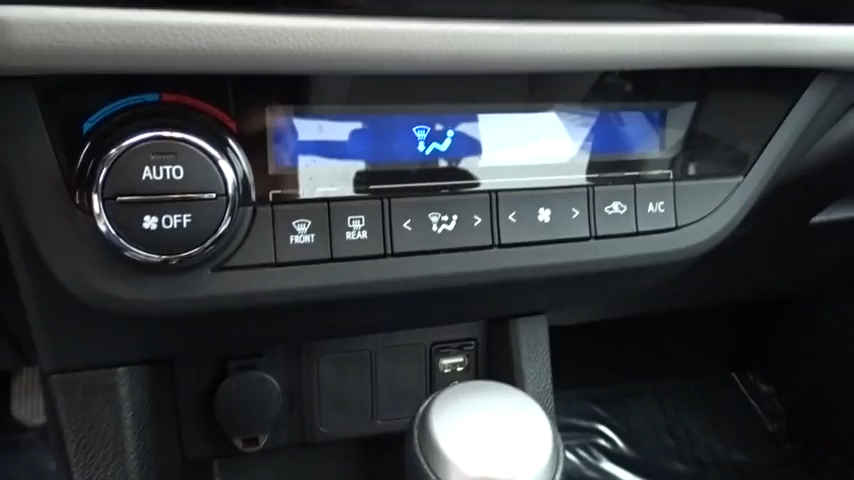 AUTO
OFF
FRONT
REAR
< >
< >
A/C